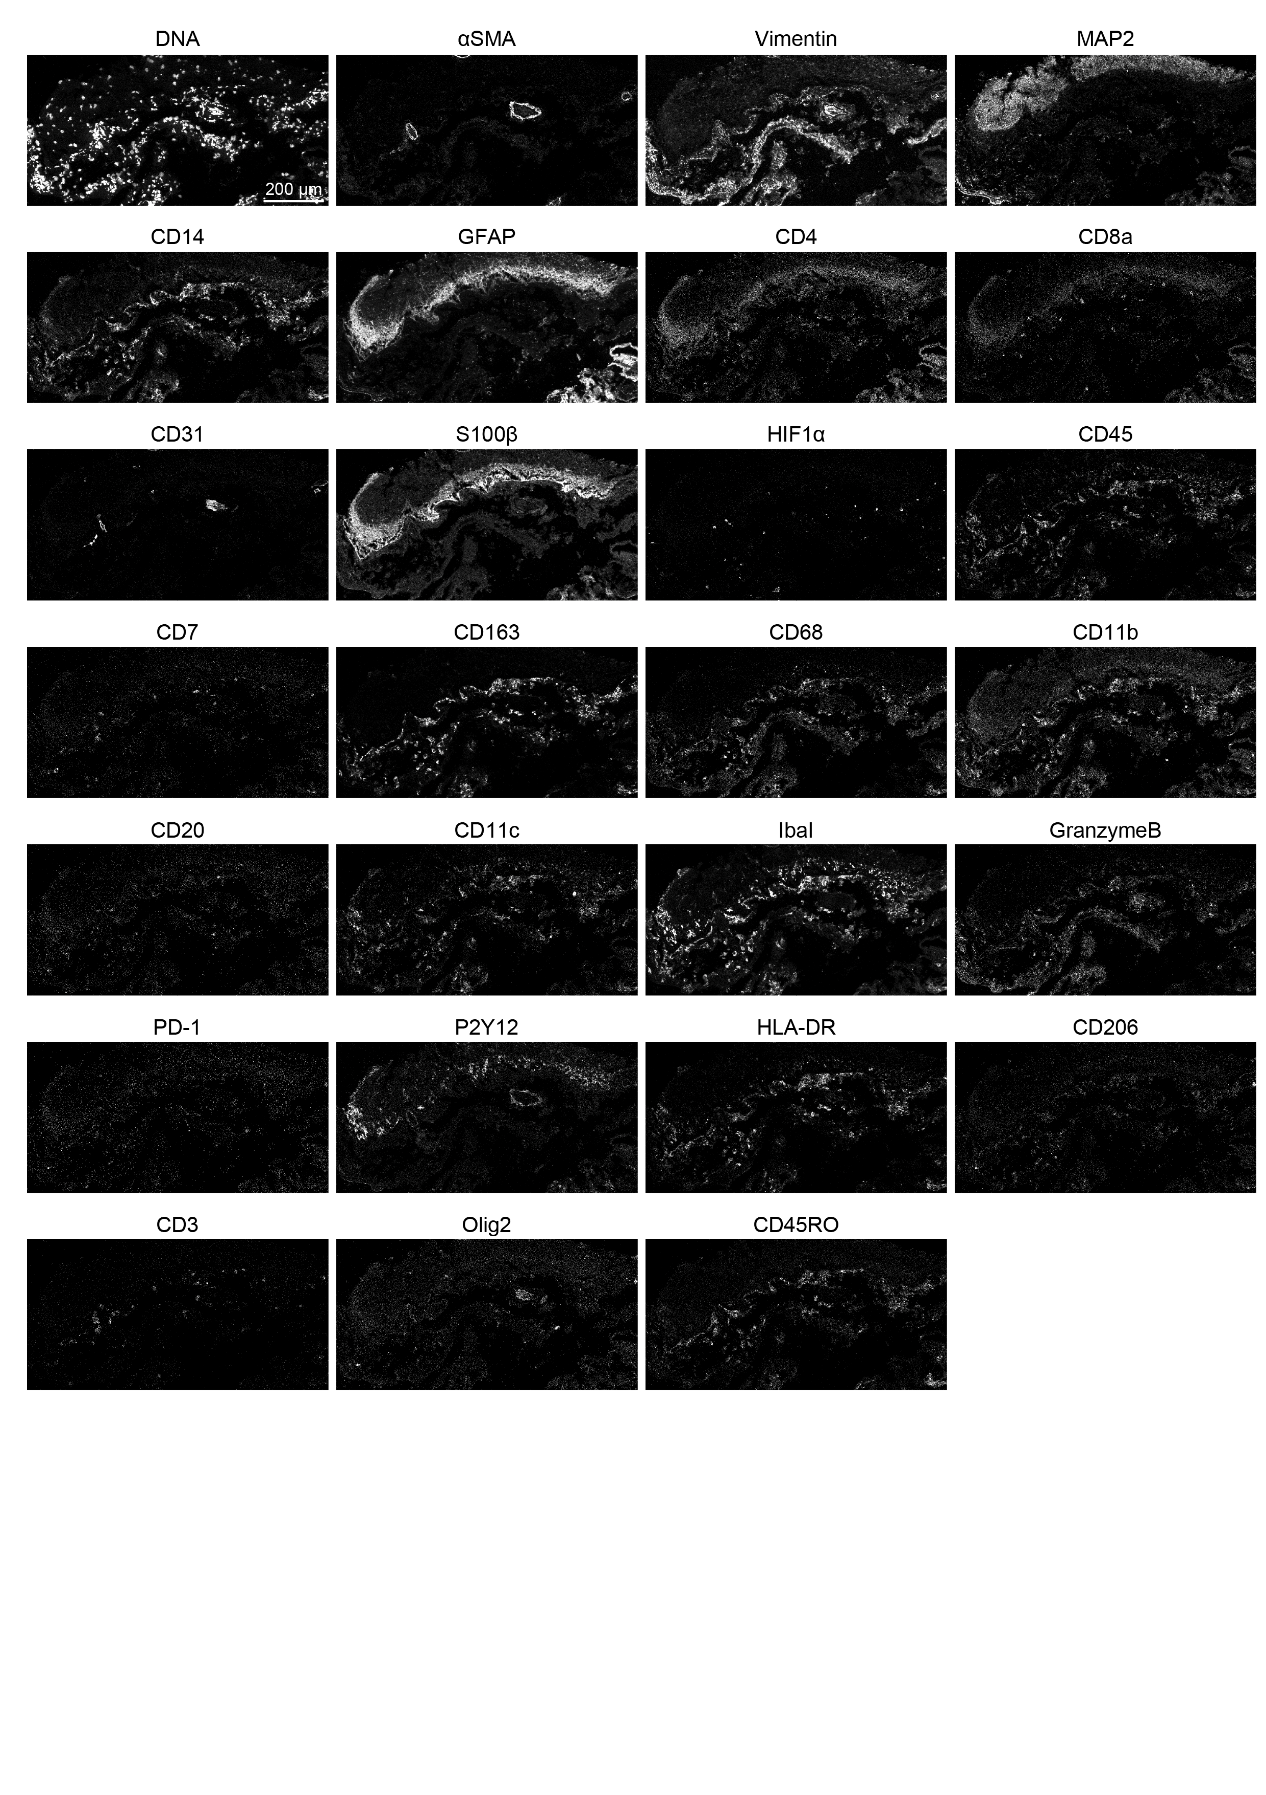 DNA
αSMA
Vimentin
MAP2
200 µm
CD14
GFAP
CD4
CD8a
CD31
S100β
HIF1α
CD45
CD7
CD163
CD68
CD11b
CD20
CD11c
Ibal
GranzymeB
PD-1
P2Y12
HLA-DR
CD206
CD3
Olig2
CD45RO